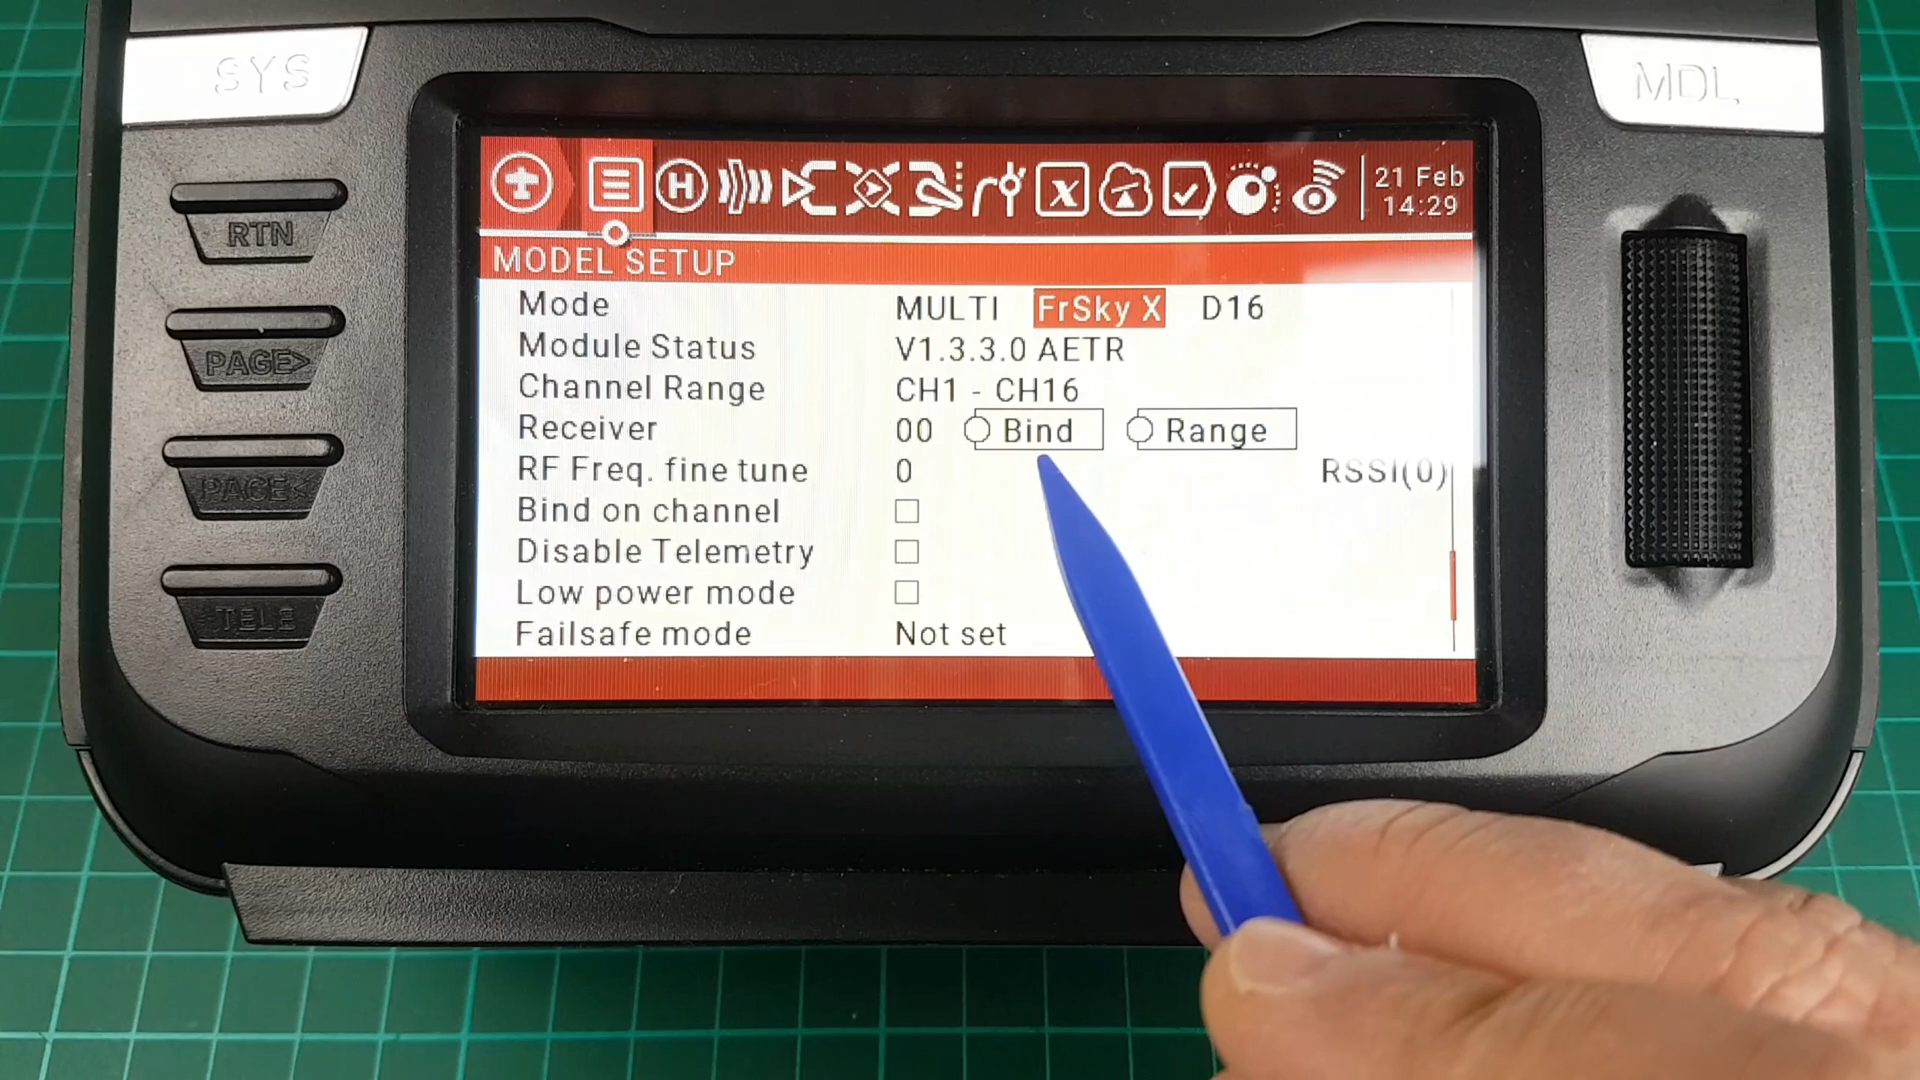 SYS
MDL
RTN
PAGE>
PAGE<
TELE
H
x
21 Feb
14:29
MODEL SETUP
Mode MULTI FrSky X D16
Module Status V1.3.3.0 AETR
Channel Range CH1 - CH16
Receiver 00 Bind Range
RF Freq. fine tune 0 RSSI(0)
Bind on channel
Disable Telemetry
Low power mode
Failsafe mode Not set